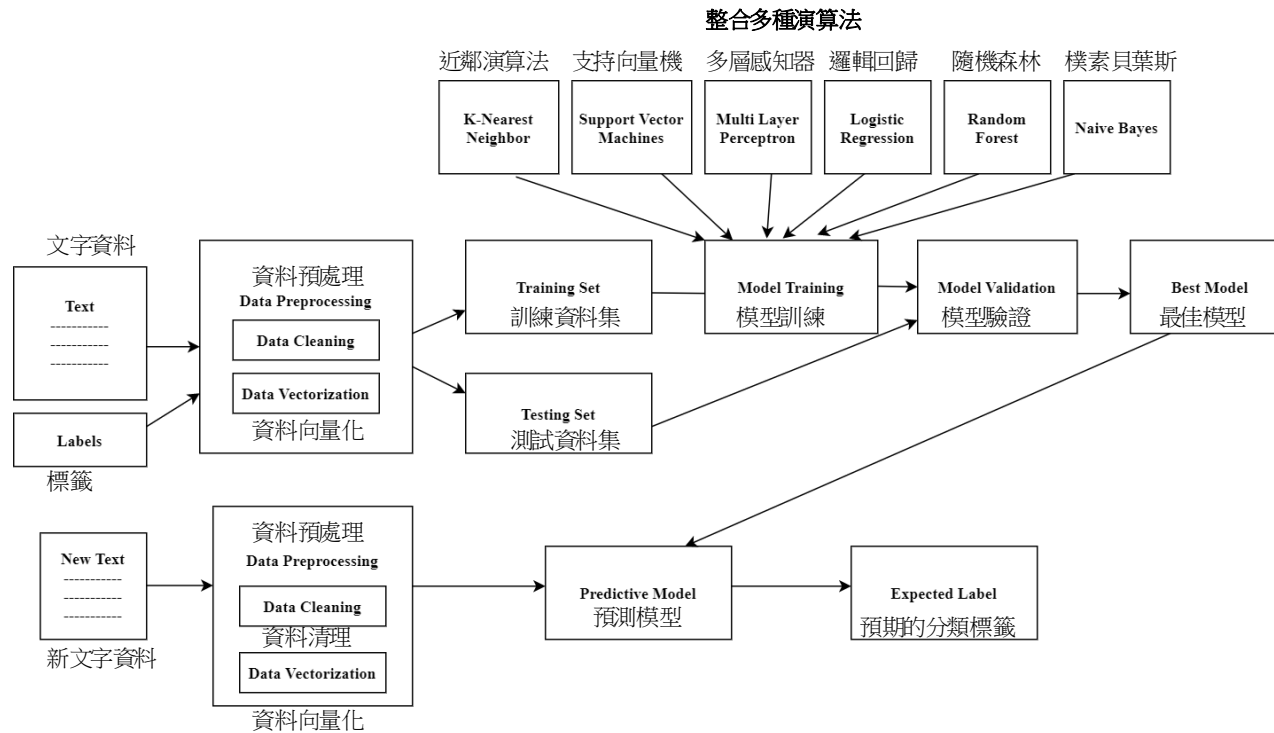 整合多種演算法
近鄰演算法
支持向量機
多層感知器
邏輯回歸
隨機森林
樸素貝葉斯
K-Nearest
Neighbor
Support Vector
Machines
Multi Layer
Perceptron
Logistic
Regression
Random
Forest
Naive Bayes
文字資料
Text
-----------
-----------
-----------
Labels
標籤
資料預處理
Data Preprocessing
Data Cleaning
Data Vectorization
資料向量化
Training Set
訓練資料集
Testing Set
測試資料集
Model Training
模型訓練
Model Validation
模型驗證
Best Model
最佳模型
New Text
-----------
-----------
-----------
新文字資料
資料預處理
Data Preprocessing
Data Cleaning
資料清理
Data Vectorization
資料向量化
Predictive Model
預測模型
Expected Label
預期的分類標籤